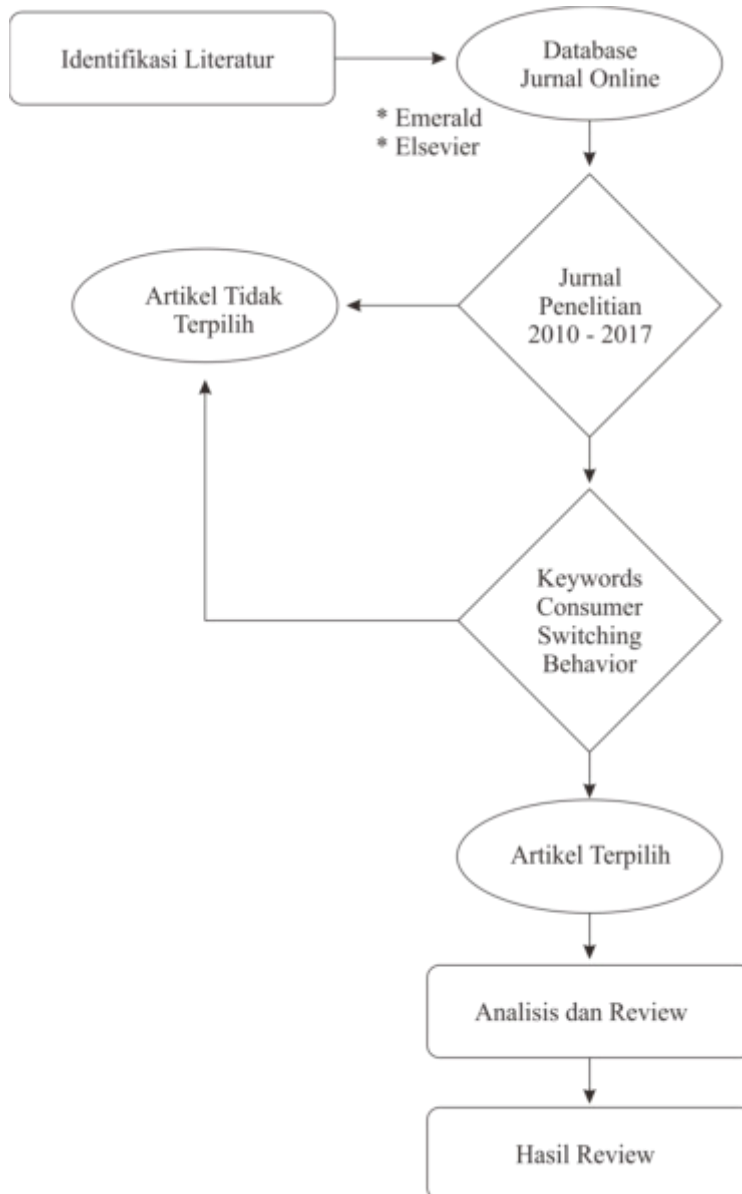 Identifikasi Literatur
Database
Jurnal Online
* Emerald
* Elsevier
Jurnal
Penelitian
2010 - 2017
Artikel Tidak
Terpilih
Keywords
Consumer
Switching
Behavior
Artikel Terpilih
Analisis dan Review
Hasil Review